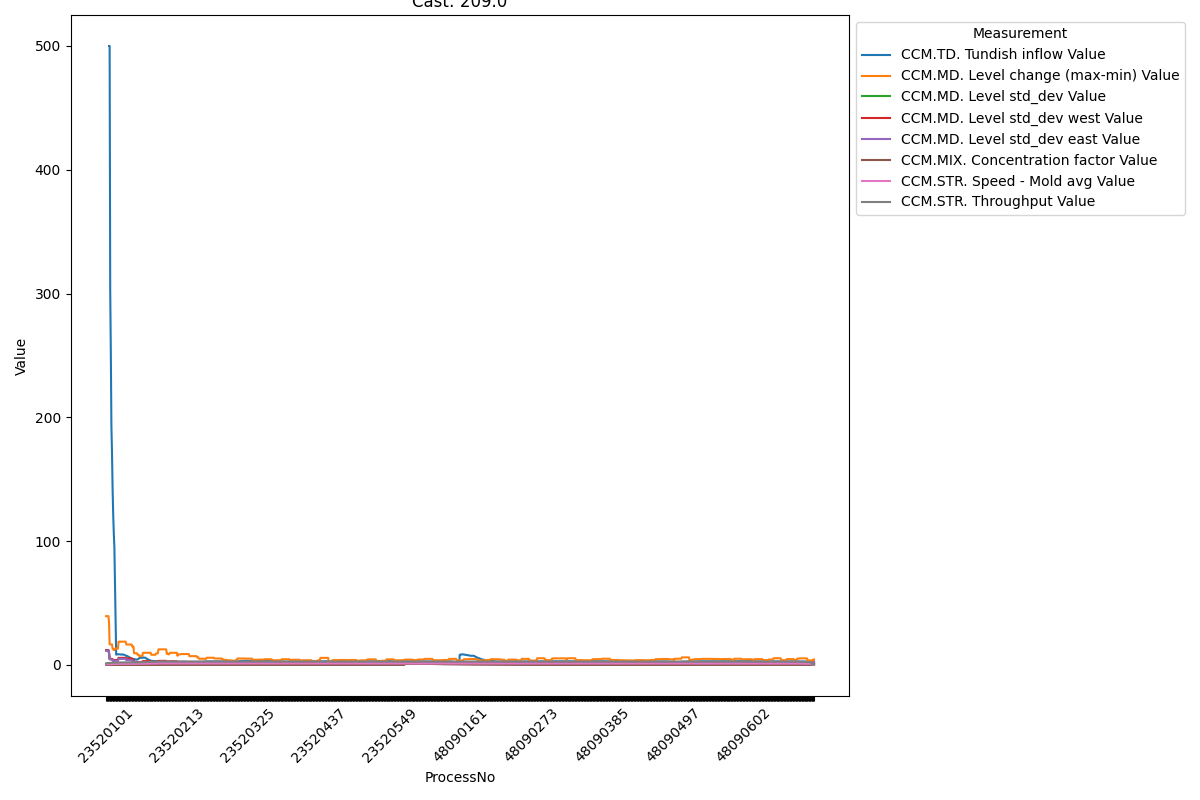 Cast: 209.0
Measurement
CCM.TD. Tundish inflow Value
CCM.MD. Level change (max-min) Value
CCM.MD. Level std_dev Value
CCM.MD. Level std_dev west Value
CCM.MD. Level std_dev east Value
CCM.MIX. Concentration factor Value
CCM.STR. Speed - Mold avg Value
CCM.STR. Throughput Value
Value
500
400
300
200
100
0
23520101
23520213
23520325
23520437
23520549
48090161
48090273
48090385
48090497
48090602
ProcessNo